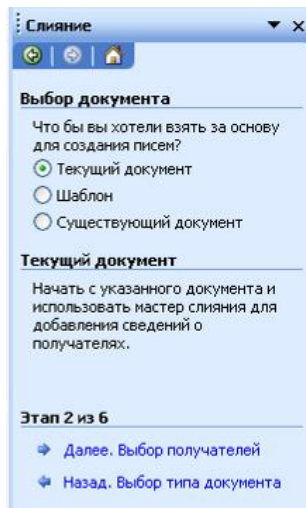 Слияние
Выбор документа
Что бы вы хотели взять за основу
для создания писем?
Текущий документ
Шаблон
Существующий документ
Текущий документ
Начать с указанного документа и
использовать мастер слияния для
добавления сведений о
получателях.
Этап 2 из 6
Далее. Выбор получателей
Назад. Выбор типа документа